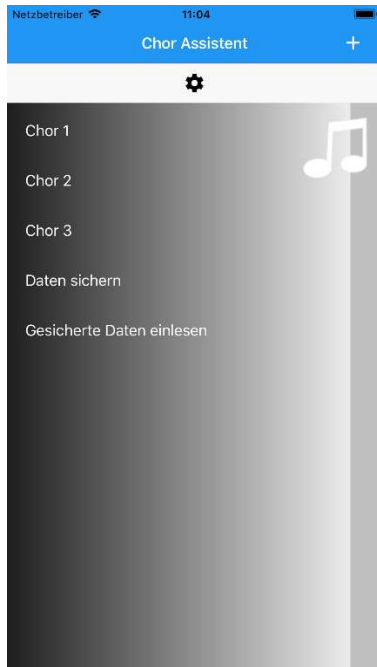 Netzbetreiber 11:04
Chor Assistent +
Chor 1
Chor 2
Chor 3
Daten sichern
Gesicherte Daten einlesen